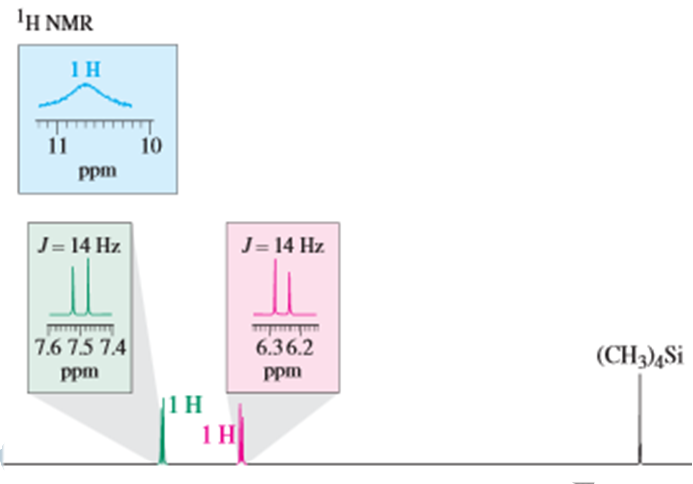 ¹H NMR
1 H
11 10
ppm
J = 14 Hz
7.6 7.5 7.4
ppm
J = 14 Hz
6.3 6.2
ppm
(CH₃)₄Si
1 H
1 H